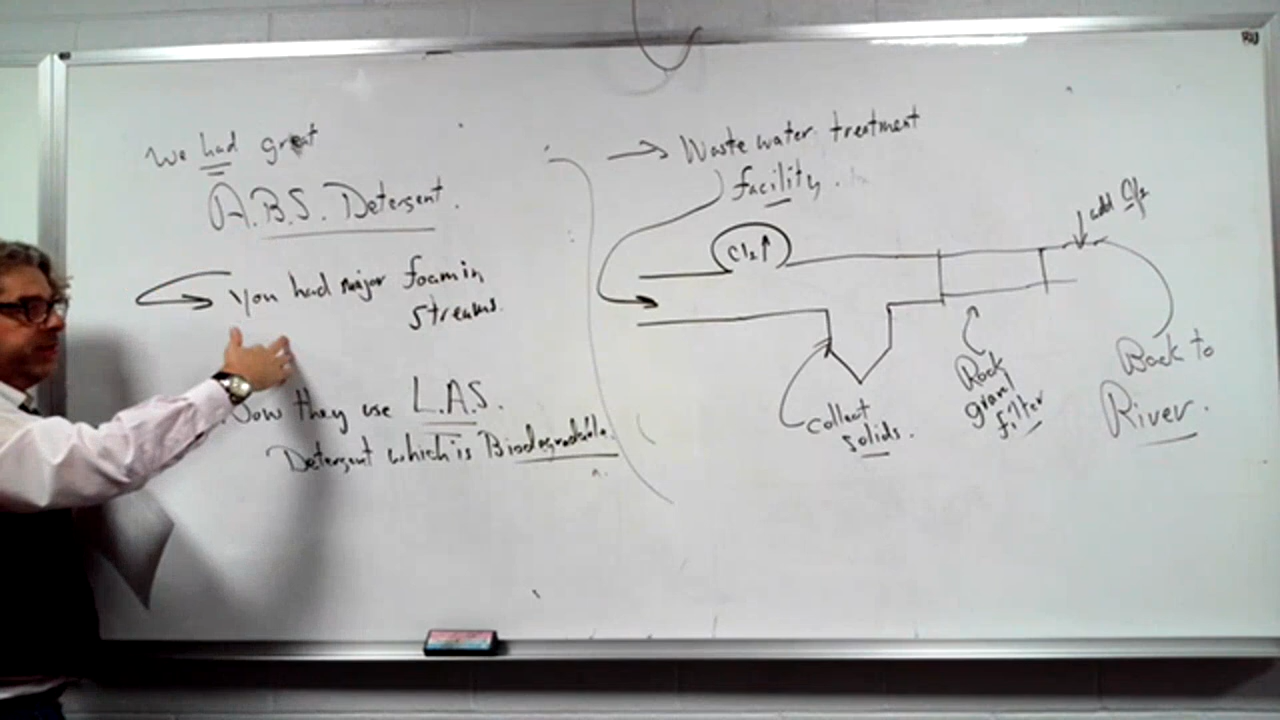 We had great
A.B.S. Detergent.
You had major foam in
streams.
Now they use L.A.S.
Detergent which is Biodegradable.
Waste water treatment
facility.
Cl₂↑
add Cl₂
collect
solids.
Rock
gravel
filter
Back to
River.